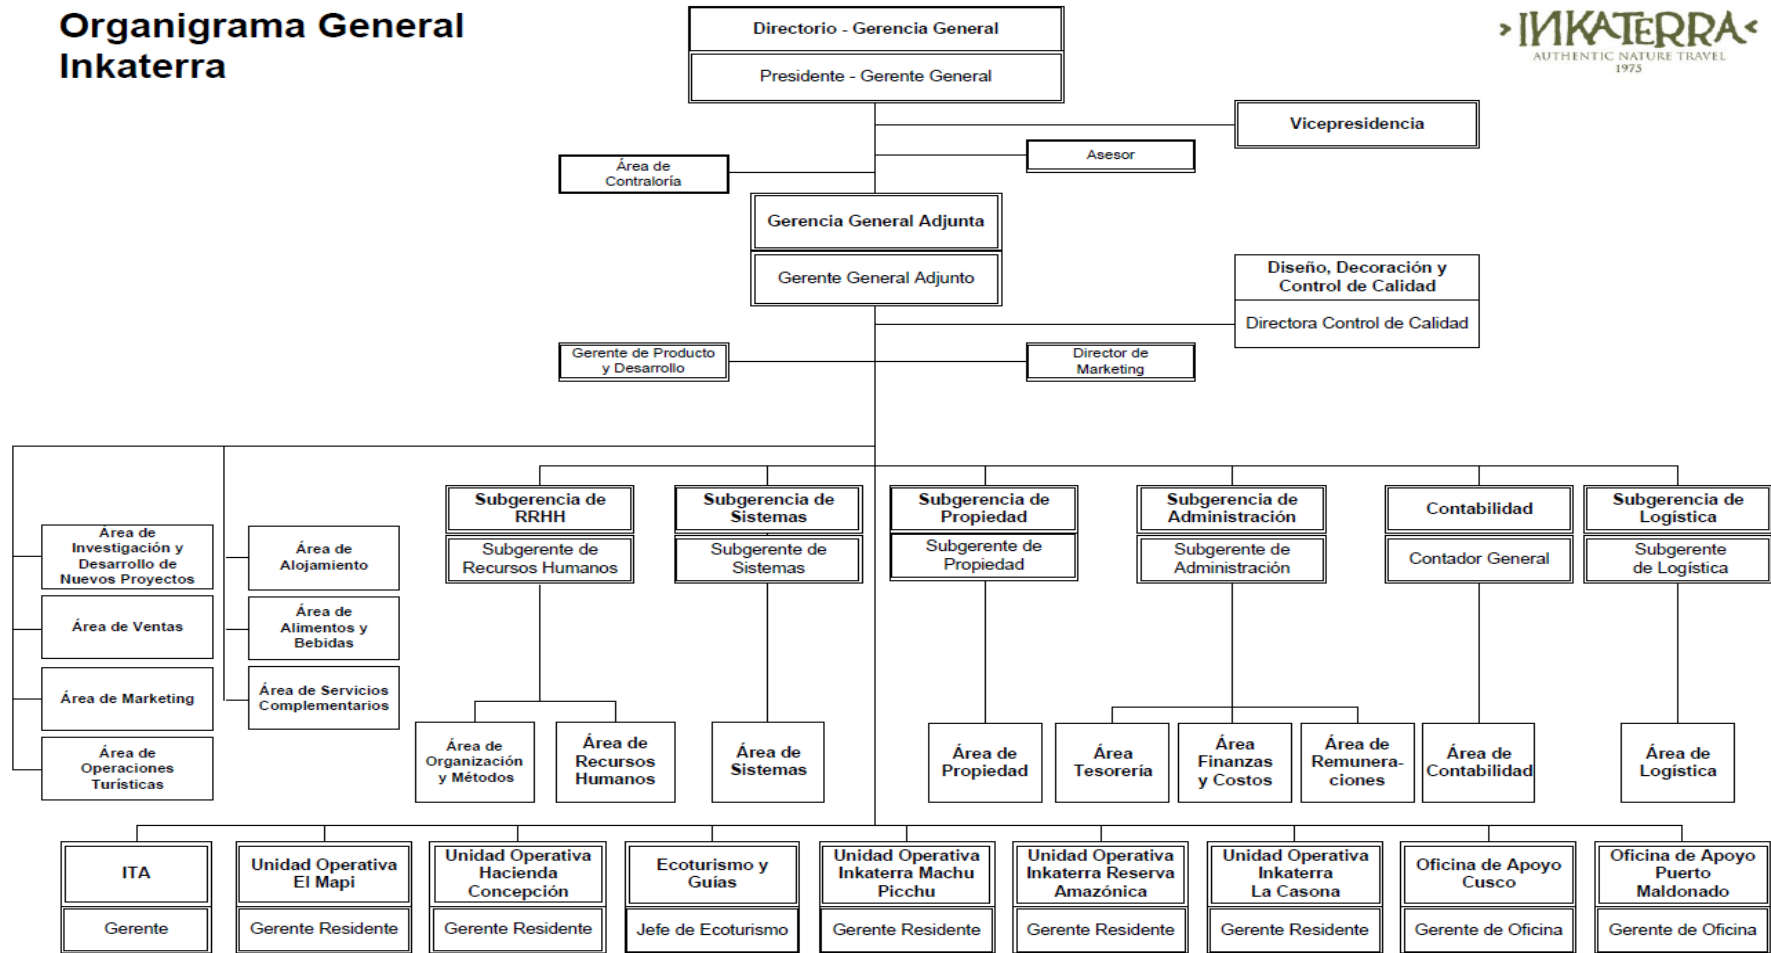 Organigrama General
Inkaterra
Directorio - Gerencia General
Presidente - Gerente General
INKATERRA
AUTHENTIC NATURE TRAVEL
1975
Vicepresidencia
Asesor
Área de
Contraloría
Gerencia General Adjunta
Gerente General Adjunto
Diseño, Decoración y
Control de Calidad
Directora Control de Calidad
Gerente de Producto
y Desarrollo
Director de
Marketing
Área de
Investigación y
Desarrollo de
Nuevos Proyectos
Área de Ventas
Área de Marketing
Área de
Operaciones
Turísticas
Área de
Alojamiento
Área de
Alimentos y
Bebidas
Área de Servicios
Complementarios
Subgerencia de
RRHH
Subgerente de
Recursos Humanos
Subgerencia de
Sistemas
Subgerente de
Sistemas
Subgerencia de
Propiedad
Subgerente de
Propiedad
Subgerencia de
Administración
Subgerente de
Administración
Contabilidad
Contador General
Subgerencia de
Logística
Subgerente
de Logística
Área de
Organización
y Métodos
Área de
Recursos
Humanos
Área de
Sistemas
Área de
Propiedad
Área
Tesorería
Área
Finanzas
y Costos
Área de
Remunera-
ciones
Área de
Contabilidad
Área de
Logística
ITA
Gerente
Unidad Operativa
El Mapi
Gerente Residente
Unidad Operativa
Hacienda
Concepción
Gerente Residente
Ecoturismo y
Guías
Jefe de Ecoturismo
Unidad Operativa
Inkaterra Machu
Picchu
Gerente Residente
Unidad Operativa
Inkaterra Reserva
Amazónica
Gerente Residente
Unidad Operativa
Inkaterra
La Casona
Gerente Residente
Oficina de Apoyo
Cusco
Gerente de Oficina
Oficina de Apoyo
Puerto
Maldonado
Gerente de Oficina